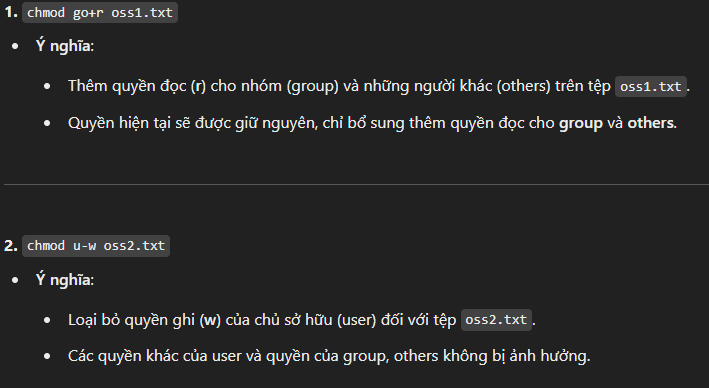 1. chmod go+r oss1.txt
• Ý nghĩa:
• Thêm quyền đọc (r) cho nhóm (group) và những người khác (others) trên tệp oss1.txt.
• Quyền hiện tại sẽ được giữ nguyên, chỉ bổ sung thêm quyền đọc cho group và others.
2. chmod u-w oss2.txt
• Ý nghĩa:
• Loại bỏ quyền ghi (w) của chủ sở hữu (user) đối với tệp oss2.txt.
• Các quyền khác của user và quyền của group, others không bị ảnh hưởng.